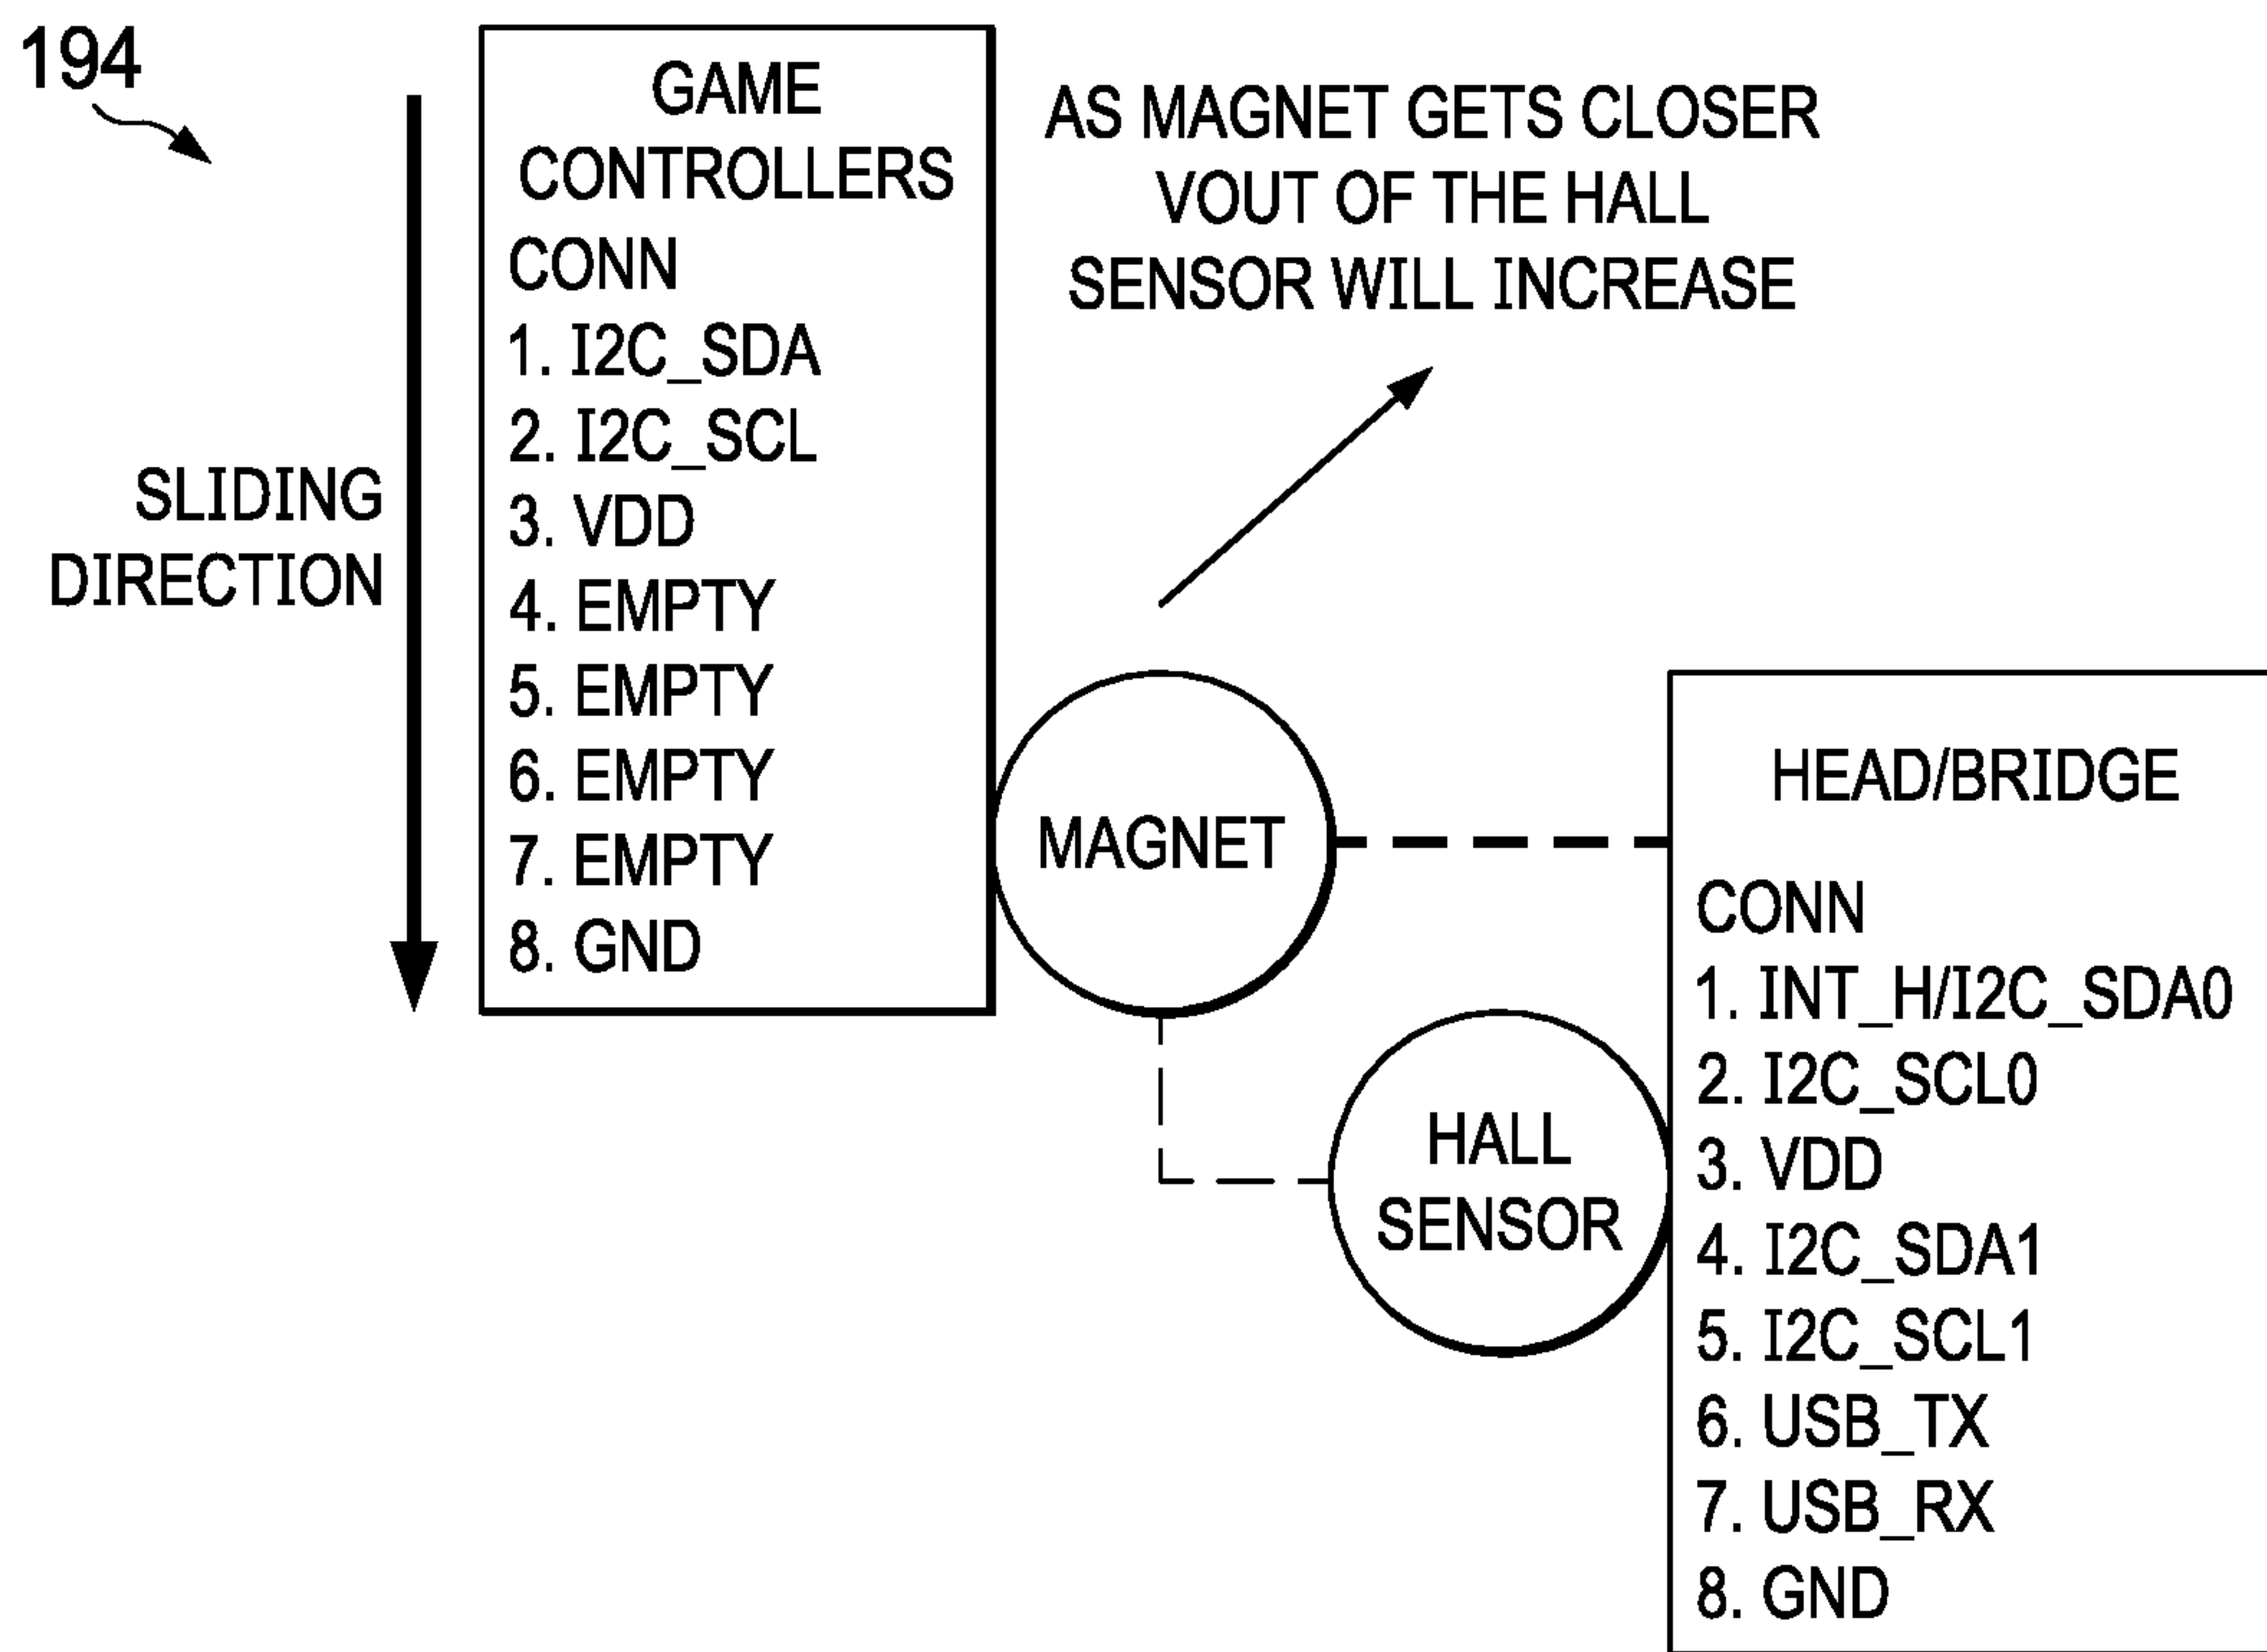 194
GAME
CONTROLLERS
CONN
1. I2C_SDA
2. I2C_SCL
3. VDD
4. EMPTY
5. EMPTY
6. EMPTY
7. EMPTY
8. GND
SLIDING
DIRECTION
AS MAGNET GETS CLOSER
VOUT OF THE HALL
SENSOR WILL INCREASE
MAGNET
HALL
SENSOR
HEAD/BRIDGE
CONN
1. INT_H/I2C_SDA0
2. I2C_SCL0
3. VDD
4. I2C_SDA1
5. I2C_SCL1
6. USB_TX
7. USB_RX
8. GND